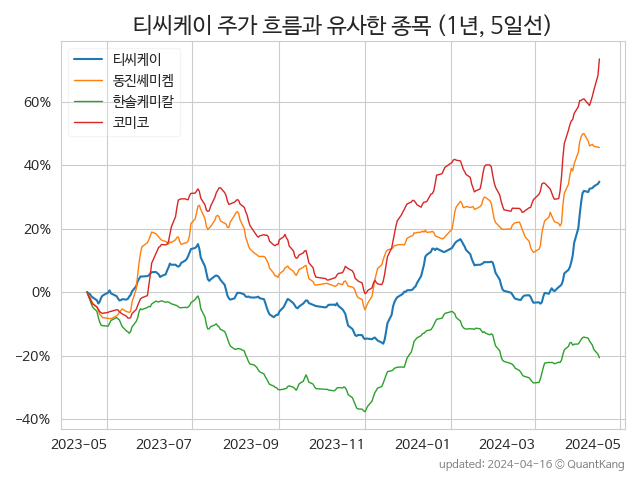 티씨케이 주가 흐름과 유사한 종목 (1년, 5일선)
티씨케이
동진쎄미켐
한솔케미칼
코미코
60%
40%
20%
0%
−20%
−40%
2023-05 2023-07 2023-09 2023-11 2024-01 2024-03 2024-05
updated: 2024-04-16 © QuantKang